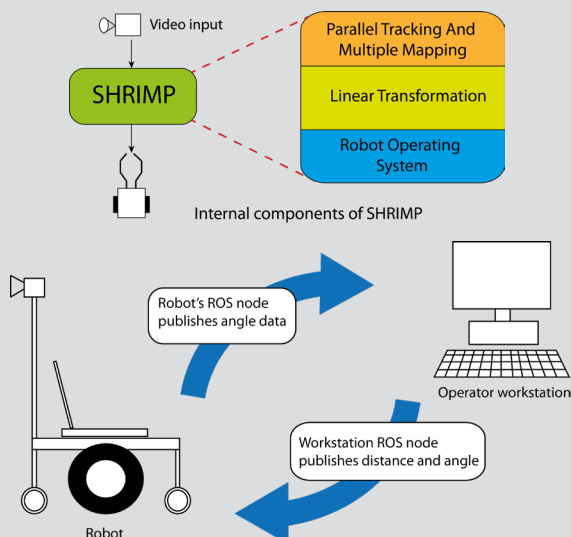 Video input
SHRIMP
Parallel Tracking And
Multiple Mapping
Linear Transformation
Robot Operating
System
Internal components of SHRIMP
Robot's ROS node
publishes angle data
Operator workstation
Workstation ROS node
publishes distance and angle
Robot